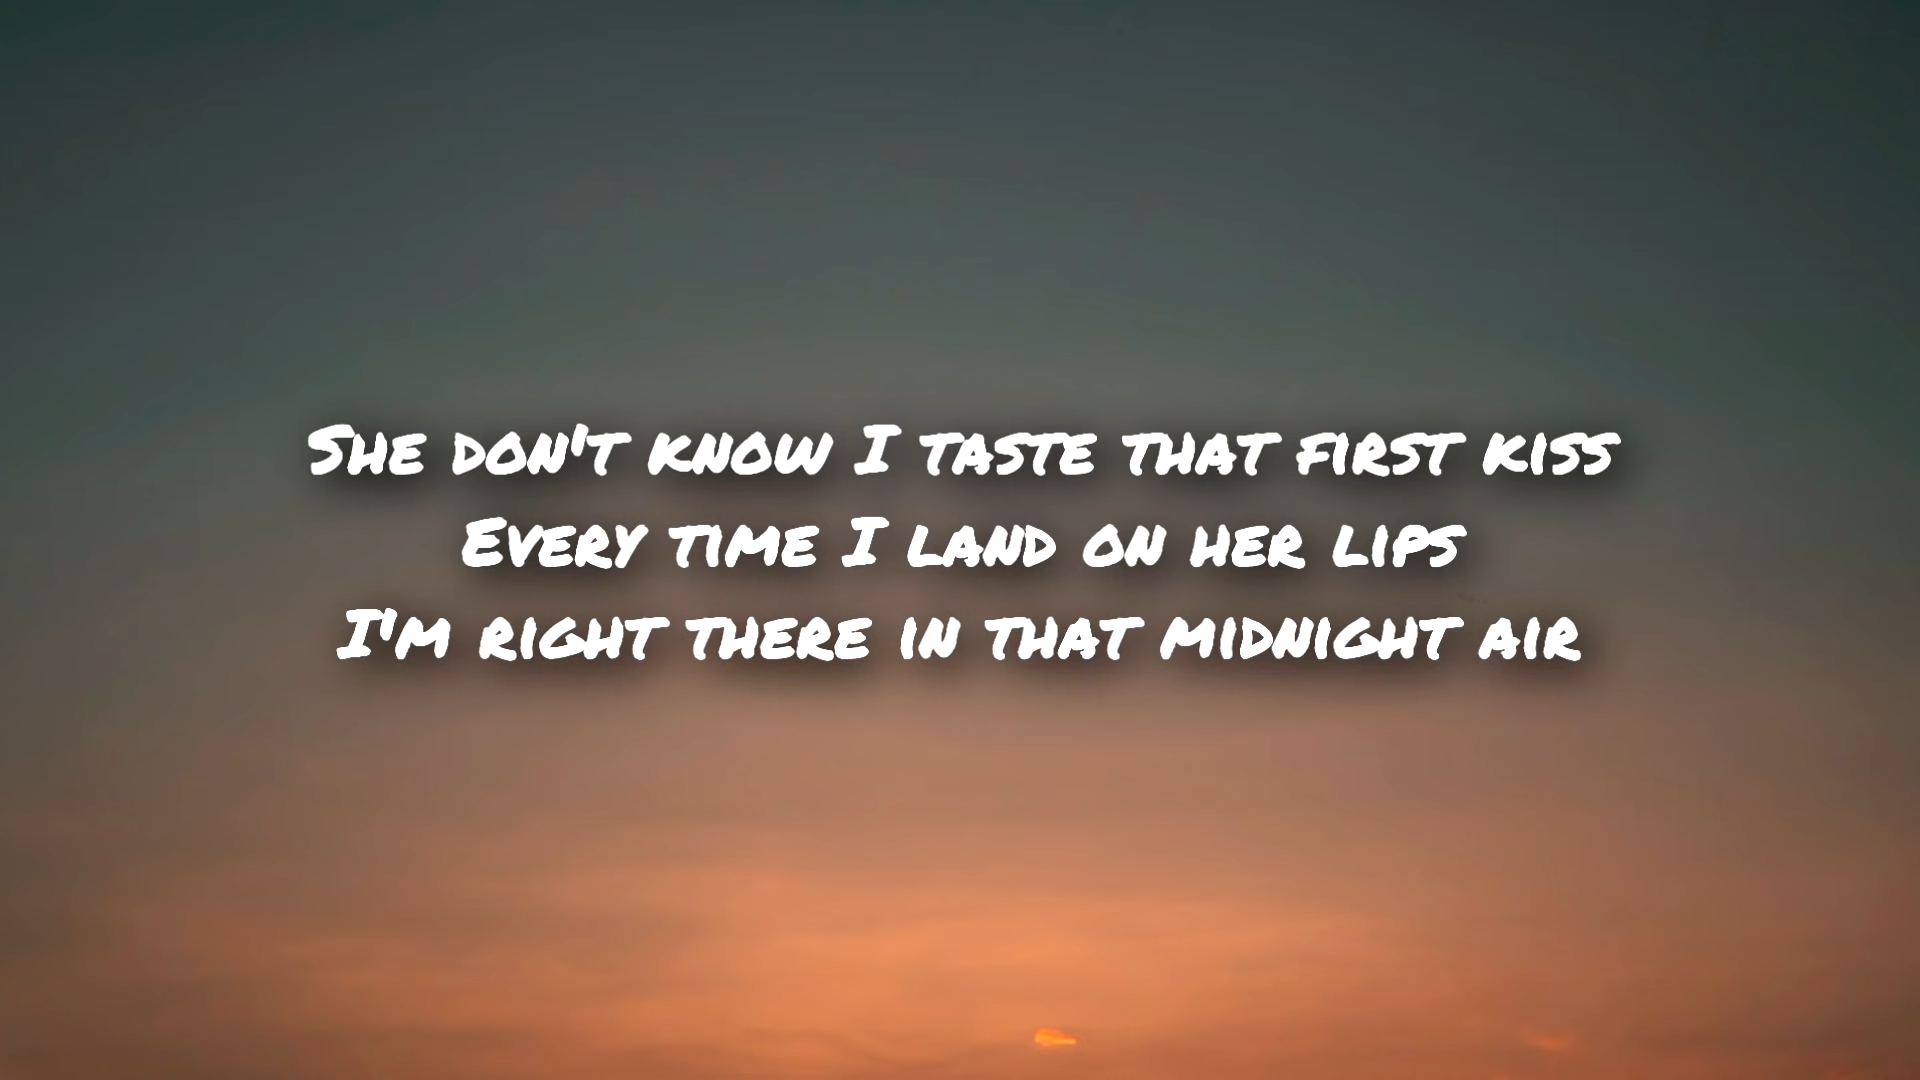 She don't know I taste that first kiss
Every time I land on her lips
I'm right there in that midnight air